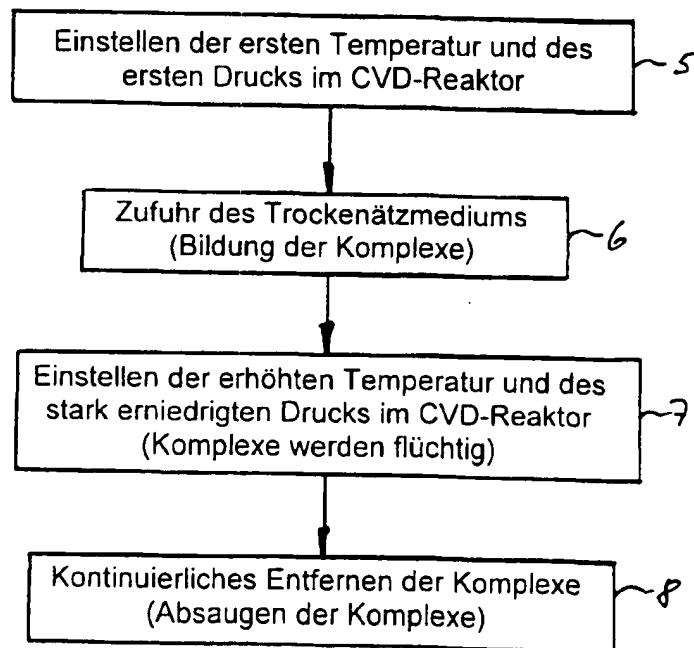 Einstellen der ersten Temperatur und des
ersten Drucks im CVD-Reaktor
5
Zufuhr des Trockenätzmediums
(Bildung der Komplexe)
6
Einstellen der erhöhten Temperatur und des
stark erniedrigten Drucks im CVD-Reaktor
(Komplexe werden flüchtig)
7
Kontinuierliches Entfernen der Komplexe
(Absaugen der Komplexe)
8